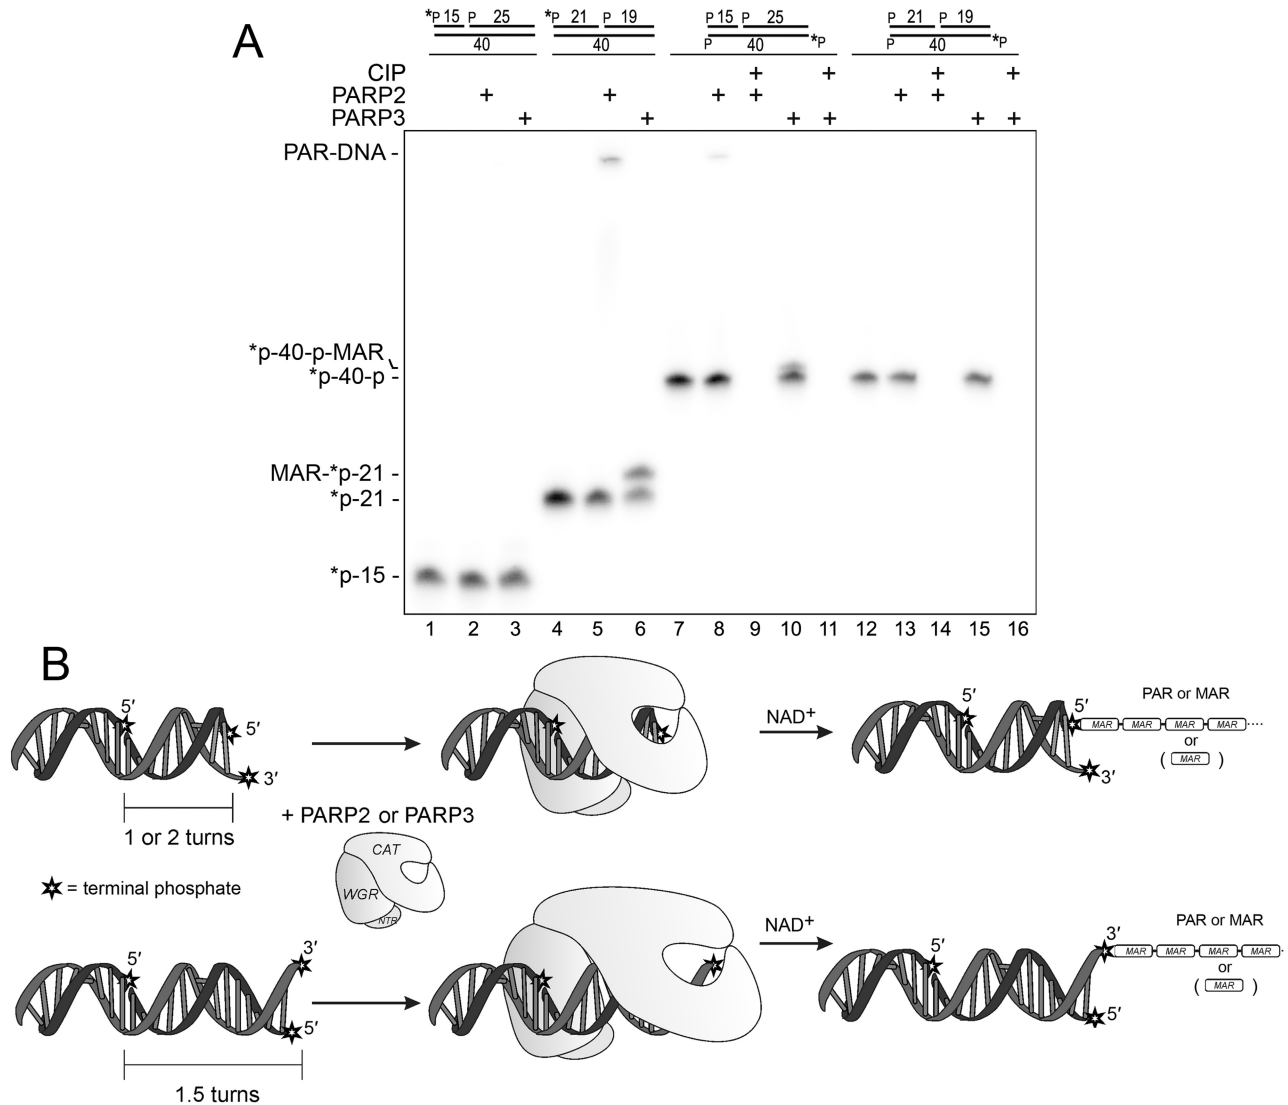 A
*P 15 P 25
40
*P 21 P 19
40
P 15 P 25
P 40 *P
P 21 P 19
P 40 *P
CIP + + + +
PARP2 + + + + + +
PARP3 + + + + + +
PAR-DNA -
*p-40-p-MAR
*p-40-p -
MAR-*p-21 -
*p-21 -
*p-15 -
1 2 3 4 5 6 7 8 9 10 11 12 13 14 15 16
B
5′
5′
3′
1 or 2 turns
NAD+
5′
5′
3′
PAR or MAR
MAR MAR MAR MAR
or
( MAR )
+ PARP2 or PARP3
CAT
WGR
NTR
= terminal phosphate
5′
3′
5′
1.5 turns
NAD+
5′
3′
5′
PAR or MAR
MAR MAR MAR MAR
or
( MAR )